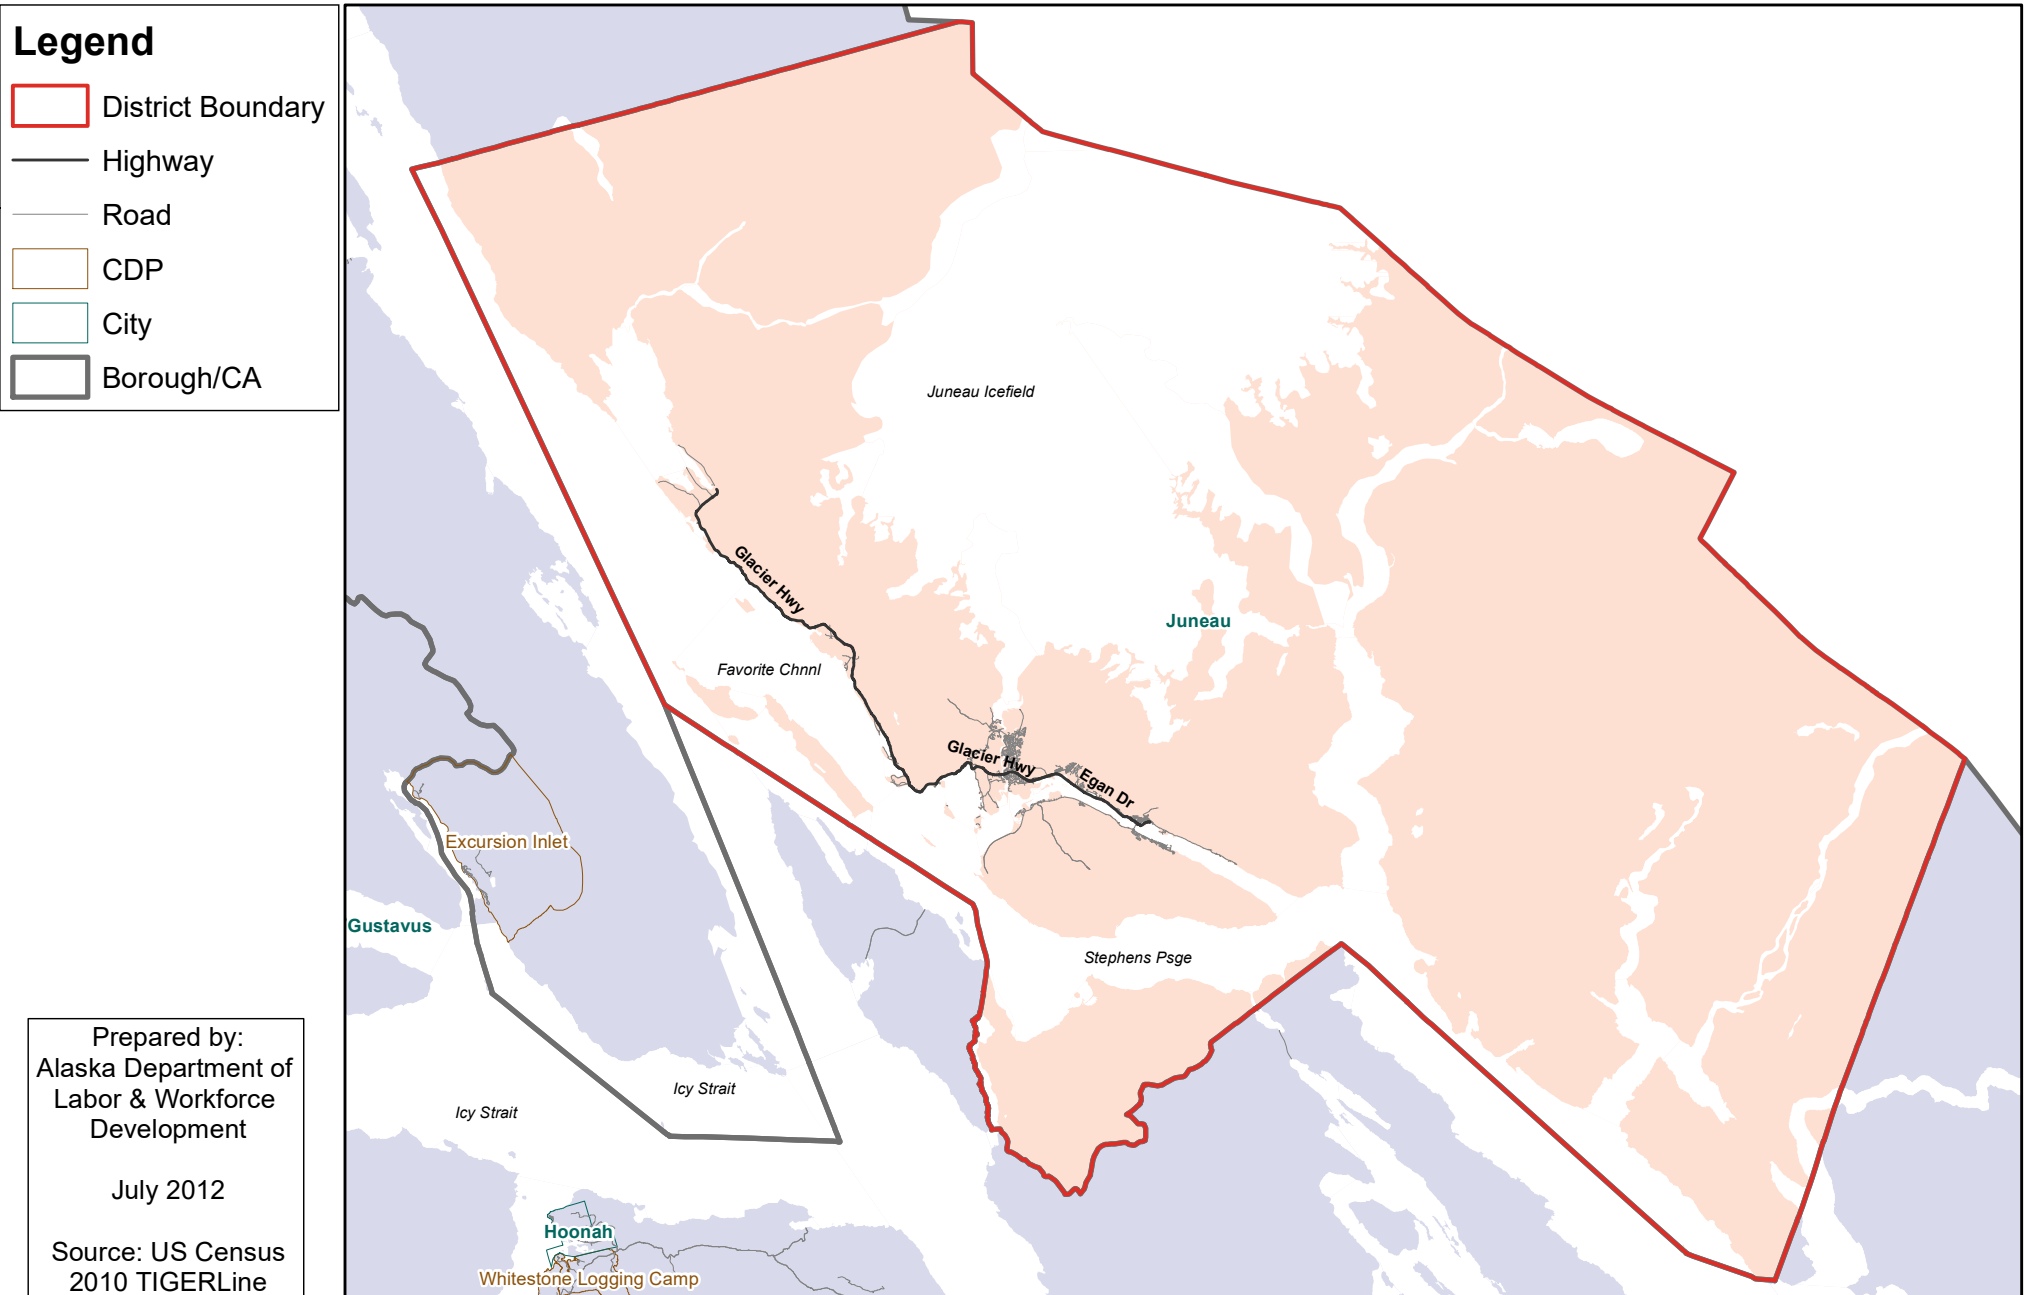 Legend
District Boundary
Highway
Road
CDP
City
Borough/CA
Juneau Icefield
Glacier Hwy
Juneau
Favorite Chnnl
Glacier Hwy
Egan Dr
Excursion Inlet
Gustavus
Stephens Psge
Icy Strait
Icy Strait
Hoonah
Whitestone Logging Camp
Prepared by:
Alaska Department of
Labor & Workforce
Development
July 2012
Source: US Census
2010 TIGERLine